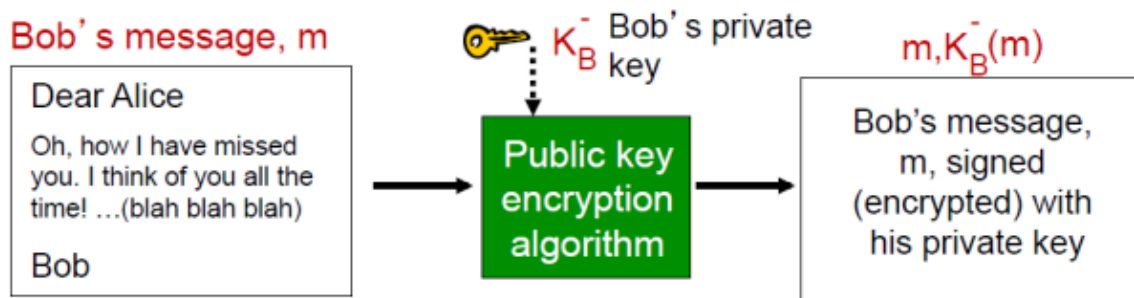 Bob's message, m
Dear Alice
Oh, how I have missed
you. I think of you all the
time! …(blah blah blah)
Bob
K_B^- Bob's private
key
Public key
encryption
algorithm
m,K_B^-(m)
Bob's message,
m, signed
(encrypted) with
his private key